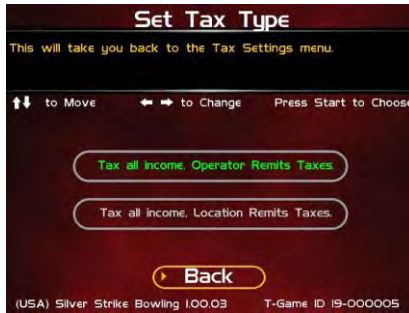 Set Tax Type
This will take you back to the Tax Settings menu.
to Move to Change Press Start to Choose
Tax all income, Operator Remits Taxes.
Tax all income, Location Remits Taxes.
Back
(USA) Silver Strike Bowling 1.00.03 T-Game ID 19-000005